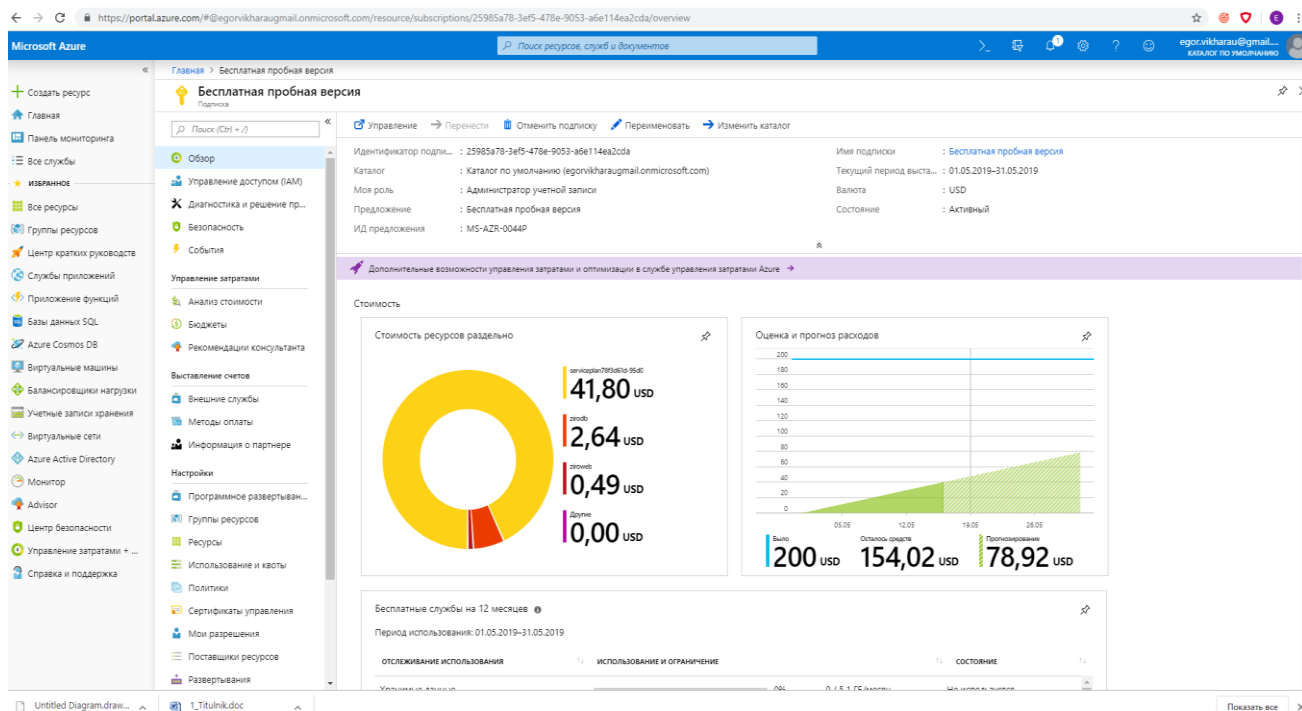 https://portal.azure.com/#@egorvikharaugmail.onmicrosoft.com/resource/subscriptions/25985a78-3ef5-478e-9053-a6e114ea2cda/overview
E
Microsoft Azure
Поиск ресурсов, служб и документов
1
egor.vikharau@gmail....
КАТАЛОГ ПО УМОЛЧАНИЮ
Создать ресурс
Главная
Панель мониторинга
Все службы
ИЗБРАННОЕ
Все ресурсы
Группы ресурсов
Центр кратких руководств
Службы приложений
Приложение функций
Базы данных SQL
Azure Cosmos DB
Виртуальные машины
Балансировщики нагрузки
Учетные записи хранения
Виртуальные сети
Azure Active Directory
Монитор
Advisor
Центр безопасности
Управление затратами + ...
Справка и поддержка
Главная > Бесплатная пробная версия
Бесплатная пробная версия
Подписка
Поиск (Ctrl + /)
Обзор
Управление доступом (IAM)
Диагностика и решение пр...
Безопасность
События
Управление затратами
Анализ стоимости
Бюджеты
Рекомендации консультанта
Выставление счетов
Внешние службы
Методы оплаты
Информация о партнере
Настройки
Программное развертыван...
Группы ресурсов
Ресурсы
Использование и квоты
Политики
Сертификаты управления
Мои разрешения
Поставщики ресурсов
Развертывания
Управление Перенести Отменить подписку Переименовать Изменить каталог
Идентификатор подпи... : 25985a78-3ef5-478e-9053-a6e114ea2cda
Каталог : Каталог по умолчанию (egorvikharaugmail.onmicrosoft.com)
Моя роль : Администратор учетной записи
Предложение : Бесплатная пробная версия
ИД предложения : MS-AZR-0044P
Имя подписки : Бесплатная пробная версия
Текущий период выста... : 01.05.2019–31.05.2019
Валюта : USD
Состояние : Активный
Дополнительные возможности управления затратами и оптимизации в службе управления затратами Azure →
Стоимость
Стоимость ресурсов раздельно
serviceplan78f3d61d-95d0
41,80 USD
zirodb
2,64 USD
ziroweb
0,49 USD
Другие
0,00 USD
Оценка и прогноз расходов
200
180
160
140
120
100
80
60
40
20
0
05.05 12.05 19.05 26.05
Было
200 USD
Осталось средств
154,02 USD
Прогнозирование
78,92 USD
Бесплатные службы на 12 месяцев
Период использования: 01.05.2019–31.05.2019
ОТСЛЕЖИВАНИЕ ИСПОЛЬЗОВАНИЯ ИСПОЛЬЗОВАНИЕ И ОГРАНИЧЕНИЕ СОСТОЯНИЕ
Хранимые данные 0% 0 / 5.1 ГБ/месяц Не используется
Untitled Diagram.draw... 1_Titulnik.doc Показать все